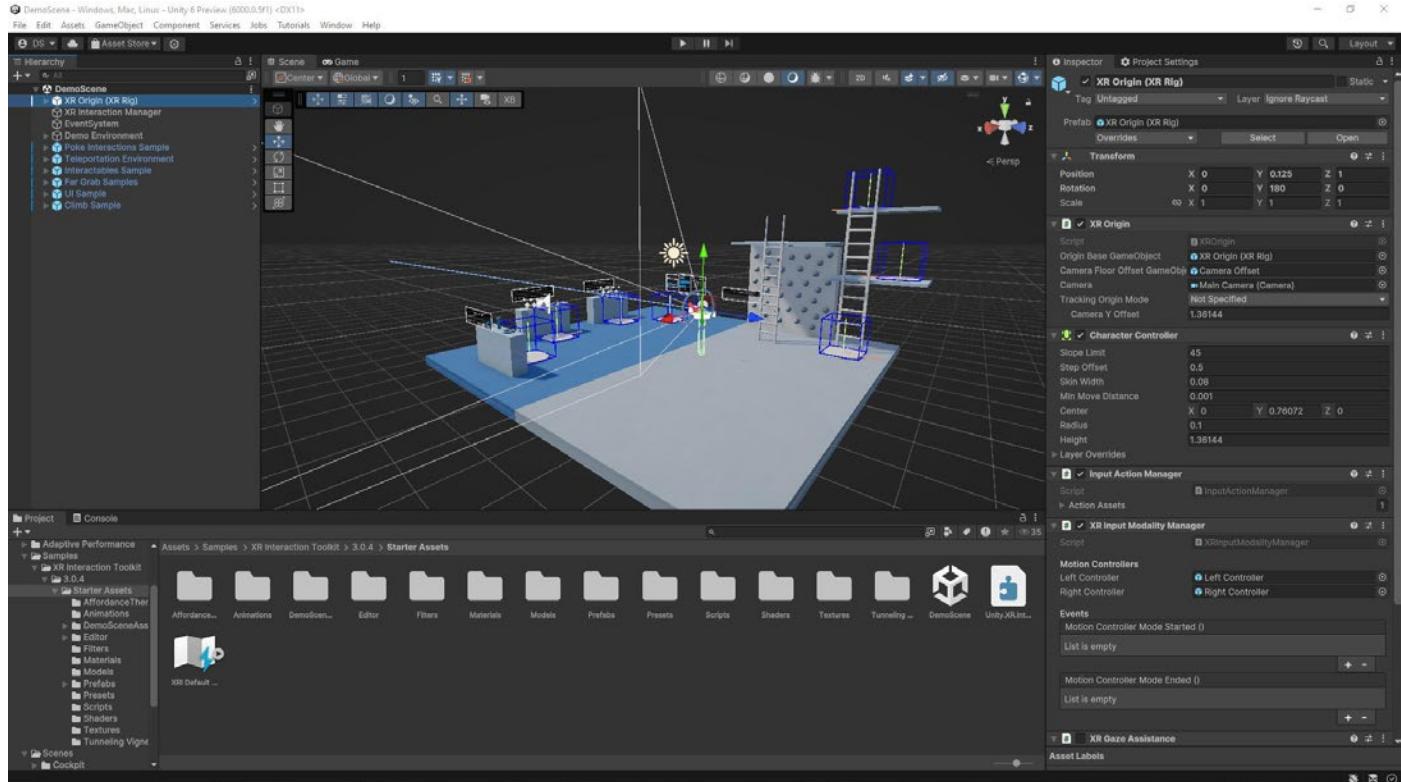 DemoScene - Windows, Mac, Linux - Unity 6 Preview (6000.0.5f1) <DX11>
File Edit Assets GameObject Component Services Jobs Tutorials Window Help
DS Asset Store Layout
Hierarchy
All
DemoScene
XR Origin (XR Rig)
XR Interaction Manager
EventSystem
Demo Environment
Poke Interactions Sample
Teleportation Environment
Interactables Sample
Far Grab Samples
UI Sample
Climb Sample
Scene Game
Center Global 1 2D
XB
y
x z
Persp
Project Console
35
Adaptive Performance
Samples
XR Interaction Toolkit
3.0.4
Starter Assets
AffordanceTher
Animations
DemoSceneAss
Editor
Filters
Materials
Models
Prefabs
Presets
Scripts
Shaders
Textures
Tunneling Vigne
Scenes
Cockpit
Assets > Samples > XR Interaction Toolkit > 3.0.4 > Starter Assets
Affordance... Animations DemoScen... Editor Filters Materials Models Prefabs Presets Scripts Shaders Textures Tunneling ... DemoScene Unity.XR.Int...
XRI Default ...
Inspector Project Settings
XR Origin (XR Rig) Static
Tag Untagged Layer Ignore Raycast
Prefab XR Origin (XR Rig)
Overrides Select Open
Transform
Position X 0 Y 0.125 Z 1
Rotation X 0 Y 180 Z 0
Scale X 1 Y 1 Z 1
XR Origin
Script XROrigin
Origin Base GameObject XR Origin (XR Rig)
Camera Floor Offset GameObje Camera Offset
Camera Main Camera (Camera)
Tracking Origin Mode Not Specified
Camera Y Offset 1.36144
Character Controller
Slope Limit 45
Step Offset 0.5
Skin Width 0.08
Min Move Distance 0.001
Center X 0 Y 0.76072 Z 0
Radius 0.1
Height 1.36144
Layer Overrides
Input Action Manager
Script InputActionManager
Action Assets 1
XR Input Modality Manager
Script XRInputModalityManager
Motion Controllers
Left Controller Left Controller
Right Controller Right Controller
Events
Motion Controller Mode Started ()
List is empty
+ -
Motion Controller Mode Ended ()
List is empty
+ -
XR Gaze Assistance
Asset Labels